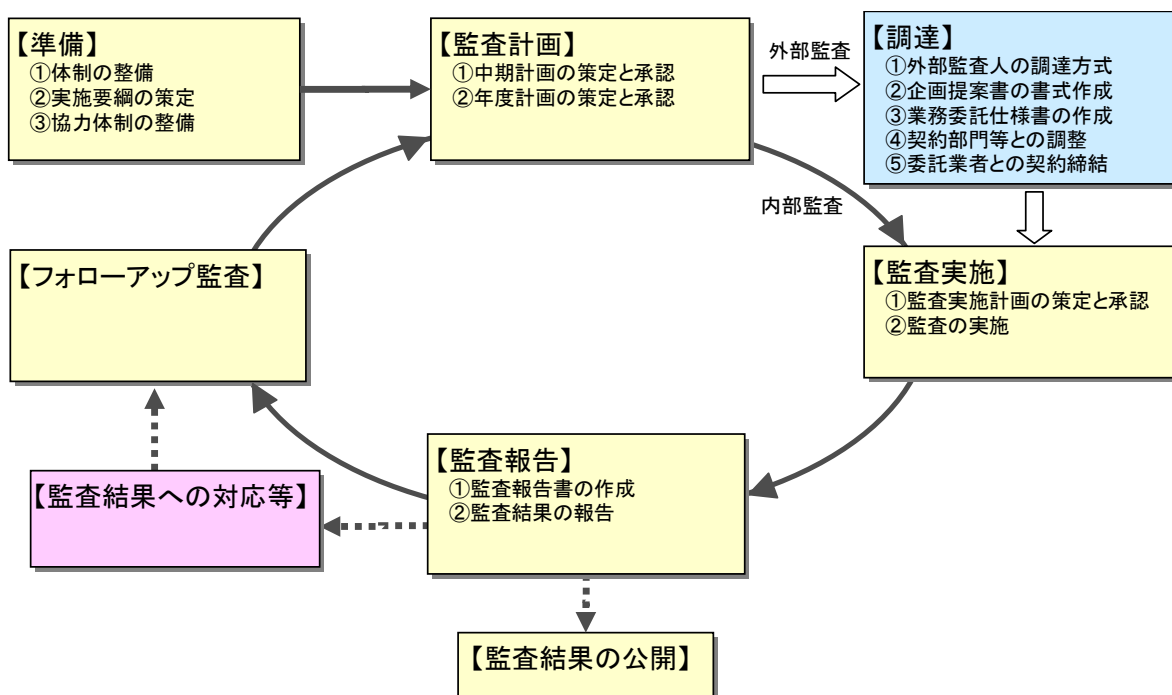 【準備】
①体制の整備
②実施要綱の策定
③協力体制の整備
【監査計画】
①中期計画の策定と承認
②年度計画の策定と承認
外部監査
【調達】
①外部監査人の調達方式
②企画提案書の書式作成
③業務委託仕様書の作成
④契約部門等との調整
⑤委託業者との契約締結
内部監査
【フォローアップ監査】
【監査実施】
①監査実施計画の策定と承認
②監査の実施
【監査報告】
①監査報告書の作成
②監査結果の報告
【監査結果への対応等】
【監査結果の公開】